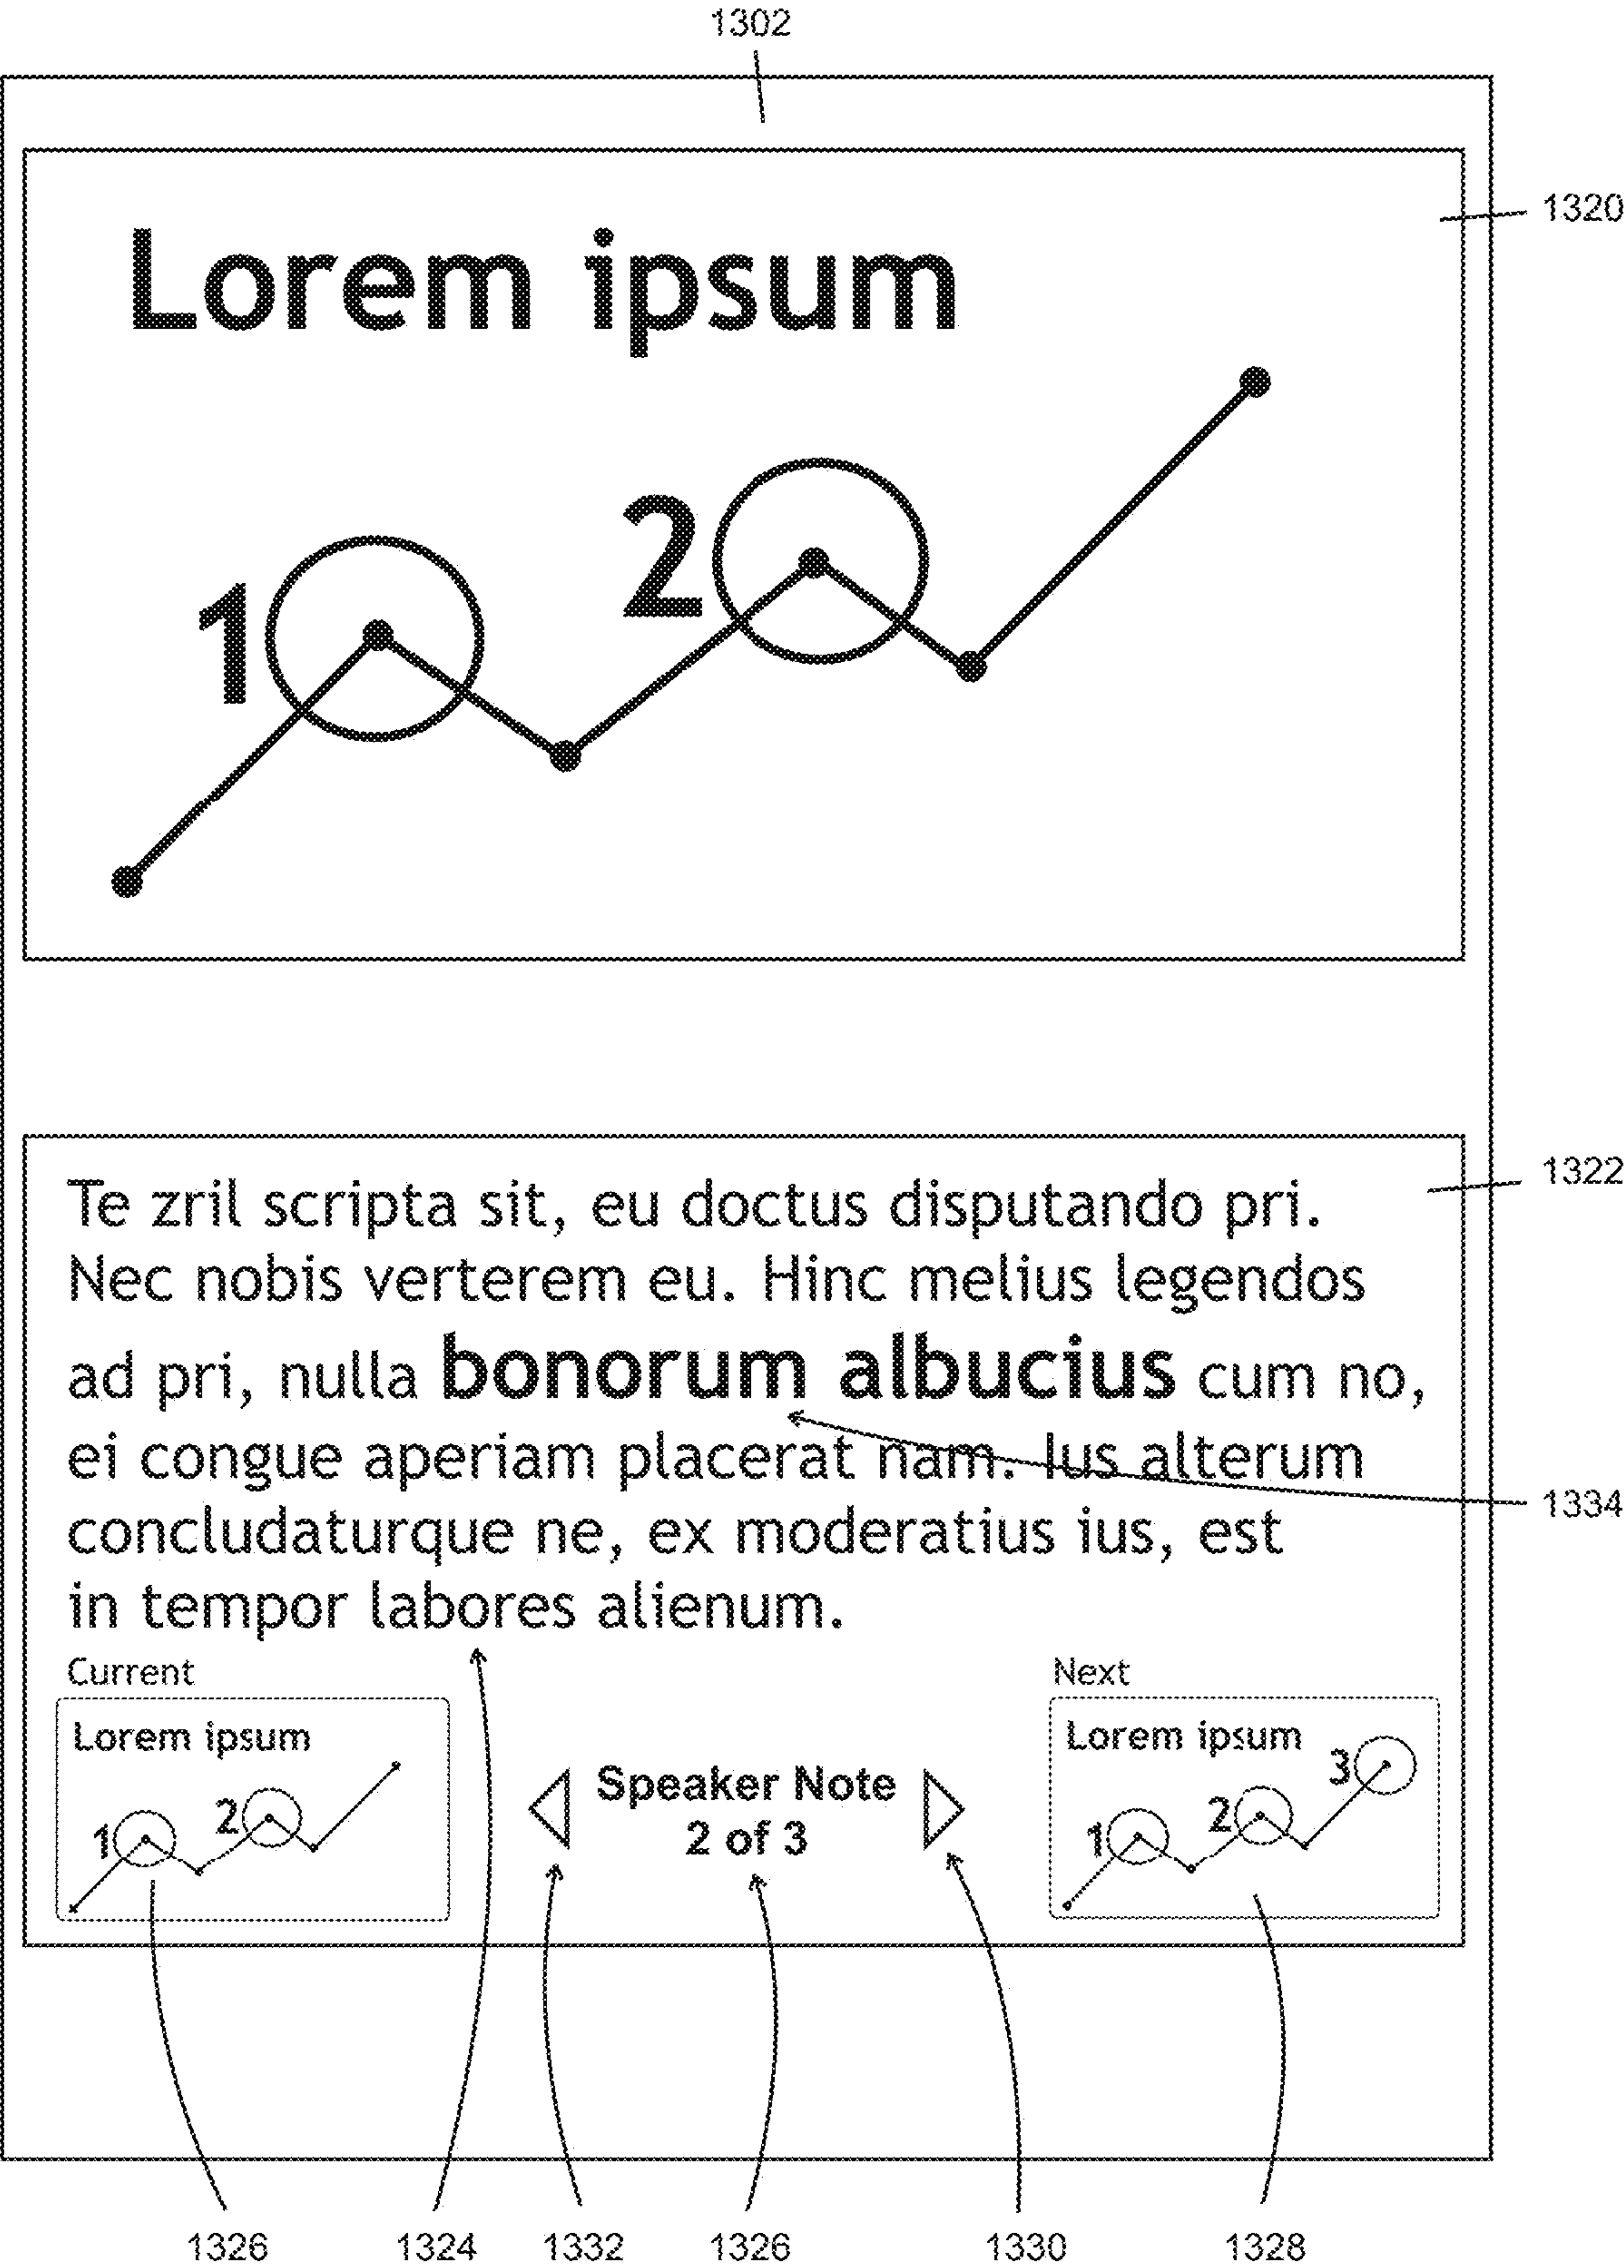 1302
1320
Lorem ipsum
1
2
1322
Te zril scripta sit, eu doctus disputando pri.
Nec nobis verterem eu. Hinc melius legendos
ad pri, nulla bonorum albucius cum no,
ei congue aperiam placerat nam. Ius alterum
1334
concludaturque ne, ex moderatius ius, est
in tempor labores alienum.
Current
Lorem ipsum
1
2
Speaker Note
2 of 3
Next
Lorem ipsum
1
2
3
1326
1324
1332
1326
1330
1328